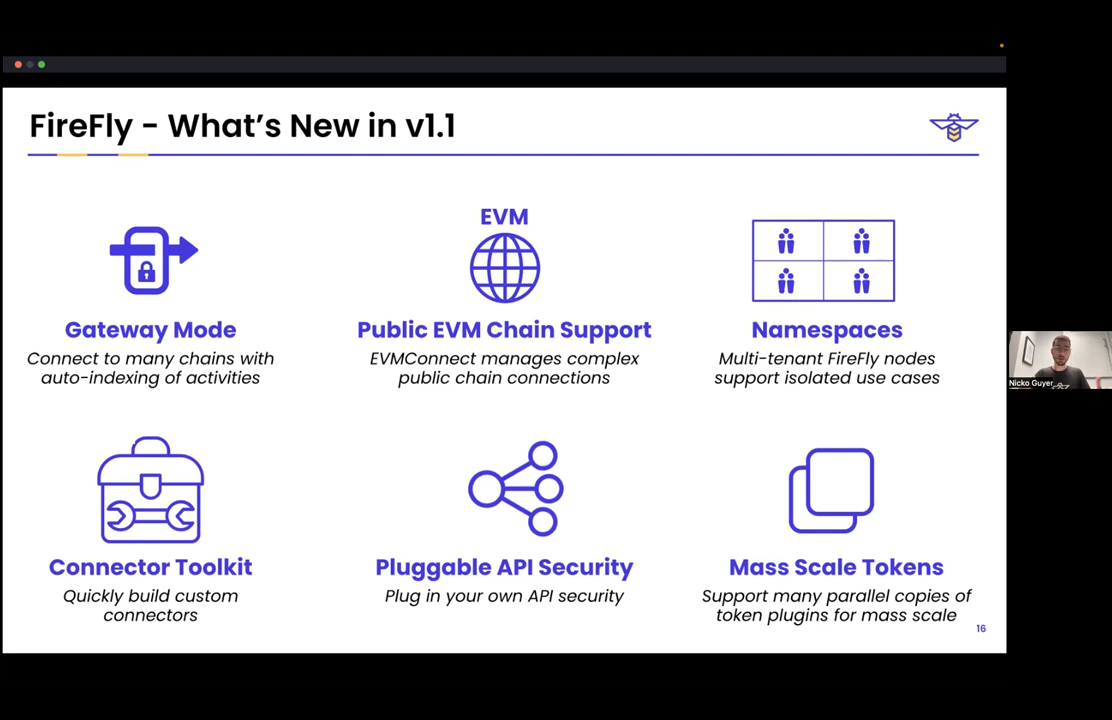 FireFly - What's New in v1.1
EVM
Gateway Mode
Connect to many chains with
auto-indexing of activities
Public EVM Chain Support
EVMConnect manages complex
public chain connections
Namespaces
Multi-tenant FireFly nodes
support isolated use cases
Nicko Guyer
Connector Toolkit
Quickly build custom
connectors
Pluggable API Security
Plug in your own API security
Mass Scale Tokens
Support many parallel copies of
token plugins for mass scale
16